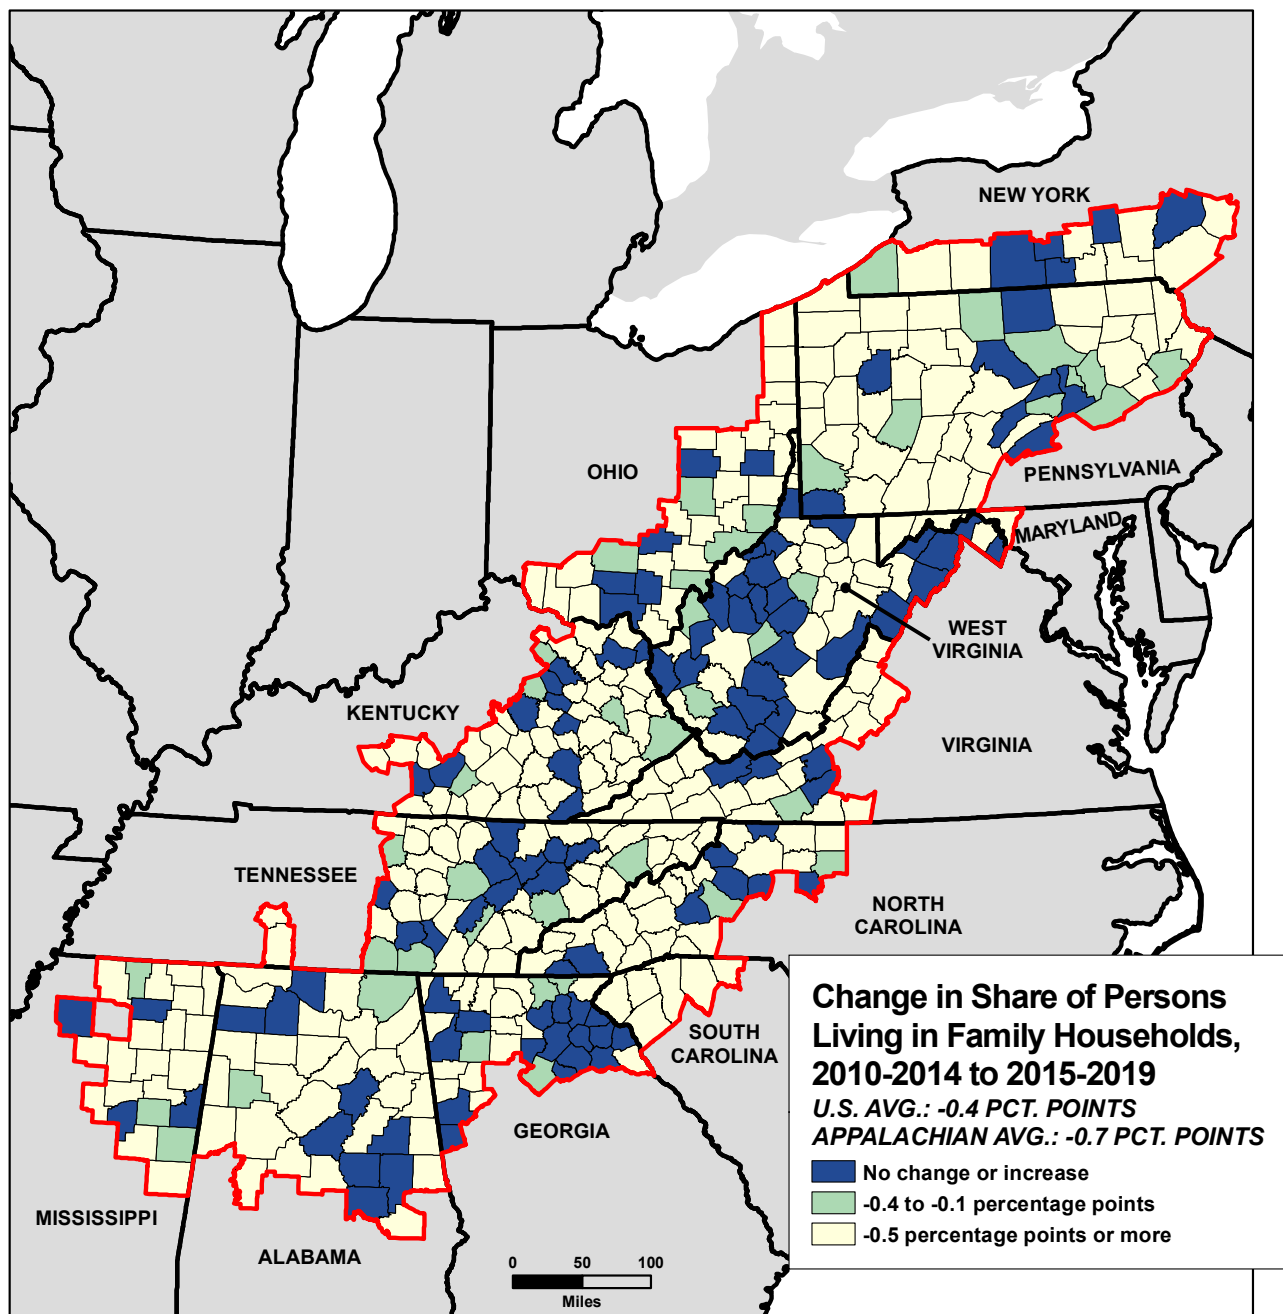 NEW YORK
OHIO
PENNSYLVANIA
MARYLAND
WEST
VIRGINIA
KENTUCKY
VIRGINIA
TENNESSEE
NORTH
CAROLINA
SOUTH
CAROLINA
GEORGIA
MISSISSIPPI
ALABAMA
Change in Share of Persons
Living in Family Households,
2010-2014 to 2015-2019
U.S. AVG.: -0.4 PCT. POINTS
APPALACHIAN AVG.: -0.7 PCT. POINTS
No change or increase
-0.4 to -0.1 percentage points
-0.5 percentage points or more
0 50 100
Miles